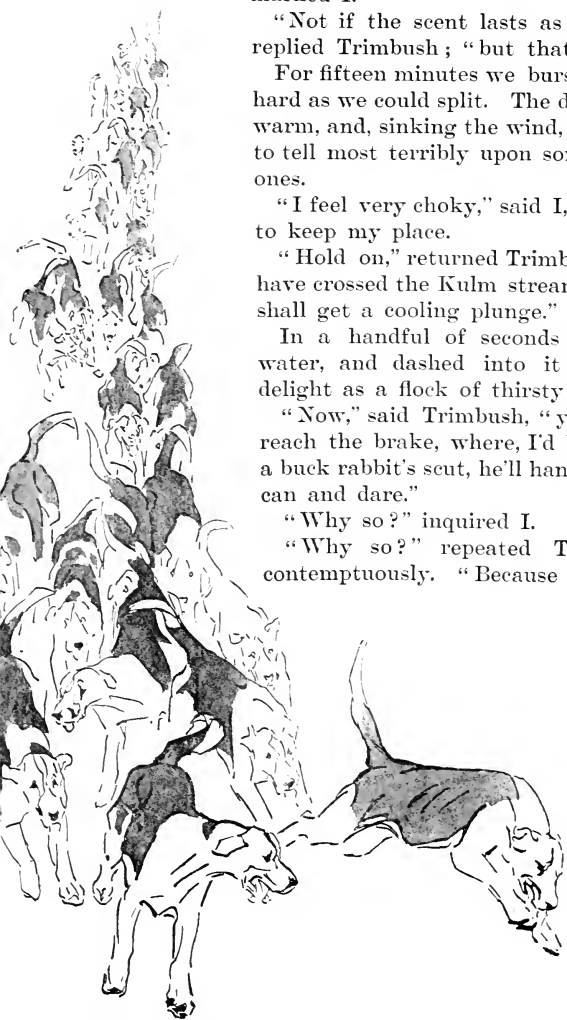 "Not if the scent lasts as
replied Trimbush; "but that
For fifteen minutes we burs
hard as we could split. The d
warm, and, sinking the wind,
to tell most terribly upon so
ones.
"I feel very choky," said I,
to keep my place.
"Hold on," returned Trimb
have crossed the Kulm strean
shall get a cooling plunge."
In a handful of seconds
water, and dashed into it
delight as a flock of thirsty
"Now," said Trimbush, "y
reach the brake, where, I'd
a buck rabbit's scut, he'll han
can and dare."
"Why so?" inquired I.
"Why so?" repeated T
contemptuously. "Because